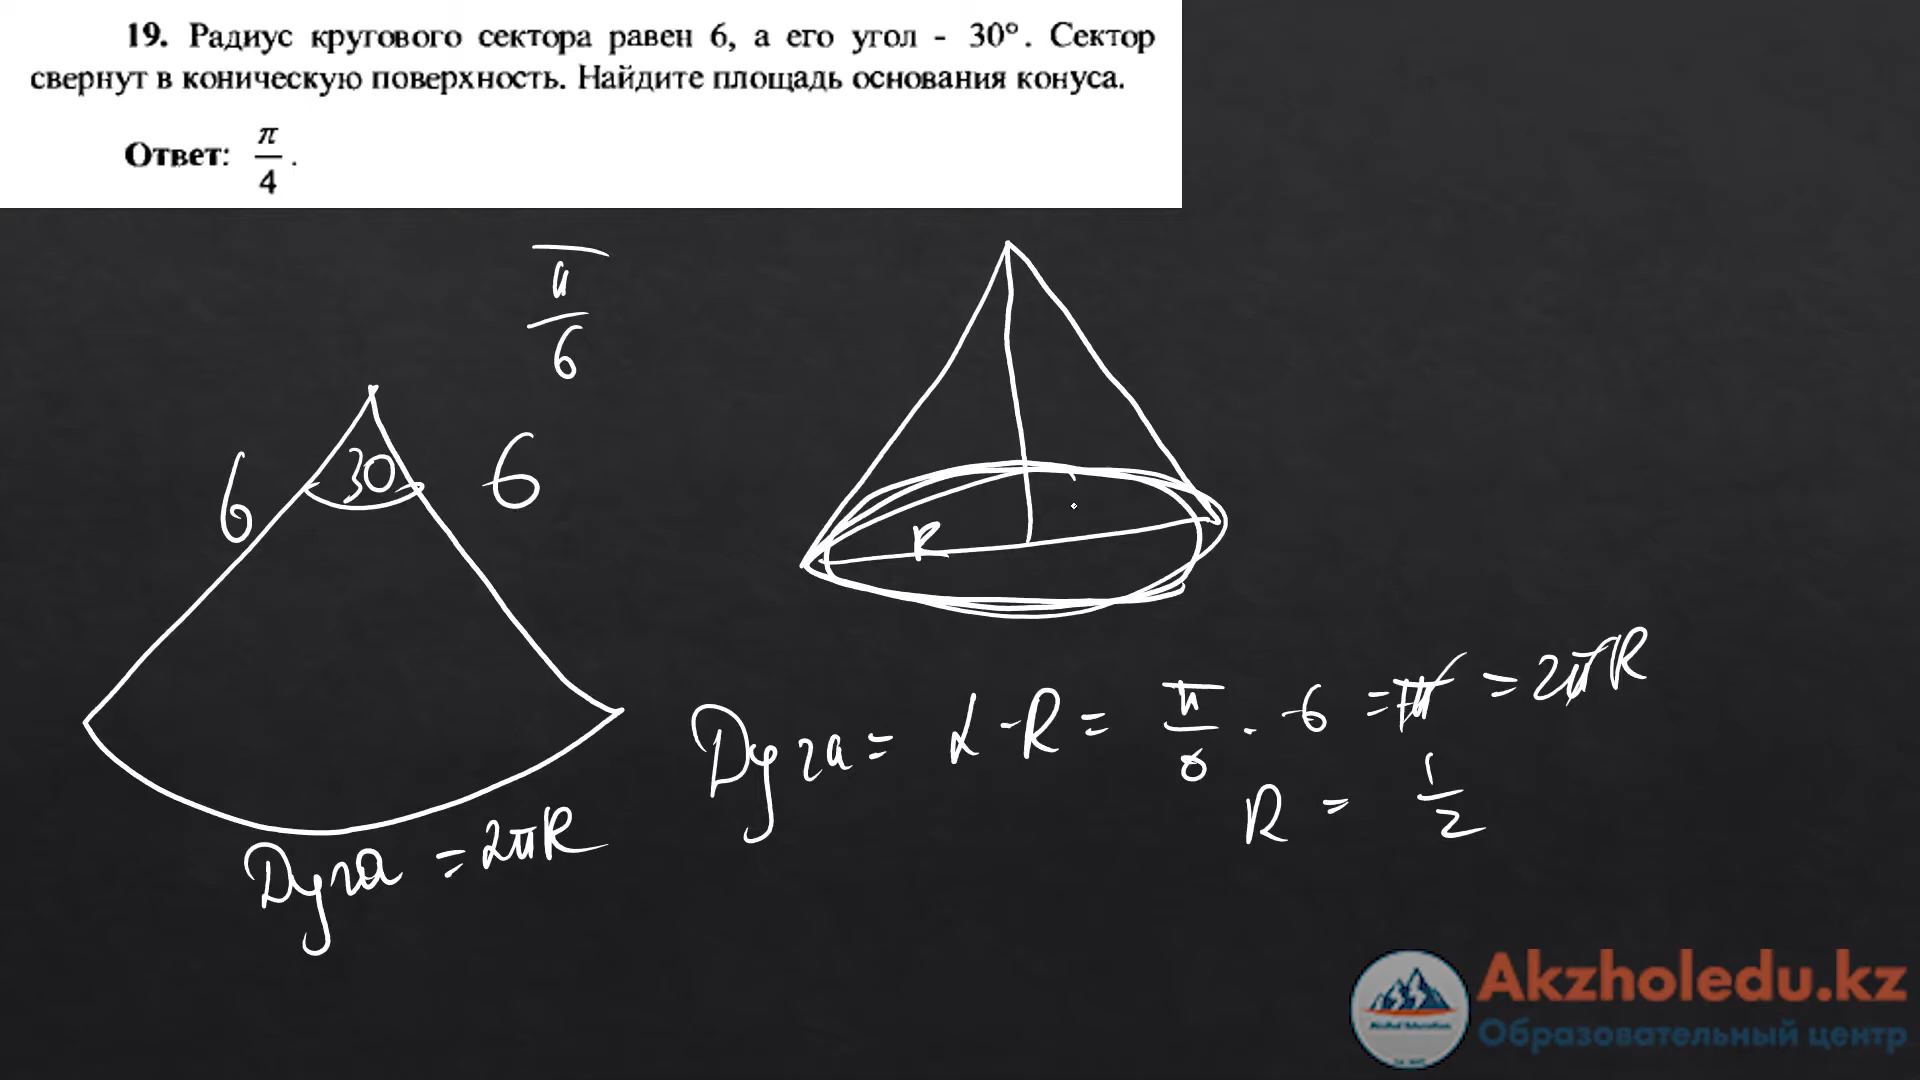 19. Радиус кругового сектора равен 6, а его угол - 30°. Сектор
свернут в коническую поверхность. Найдите площадь основания конуса.
Ответ: π/4.
π/6
6
30
6
R
Дуга = 2πR
Дуга = α · R = π/6 · 6 = π = 2πR
R = 1/2
Akzholedu.kz
Образовательный центр